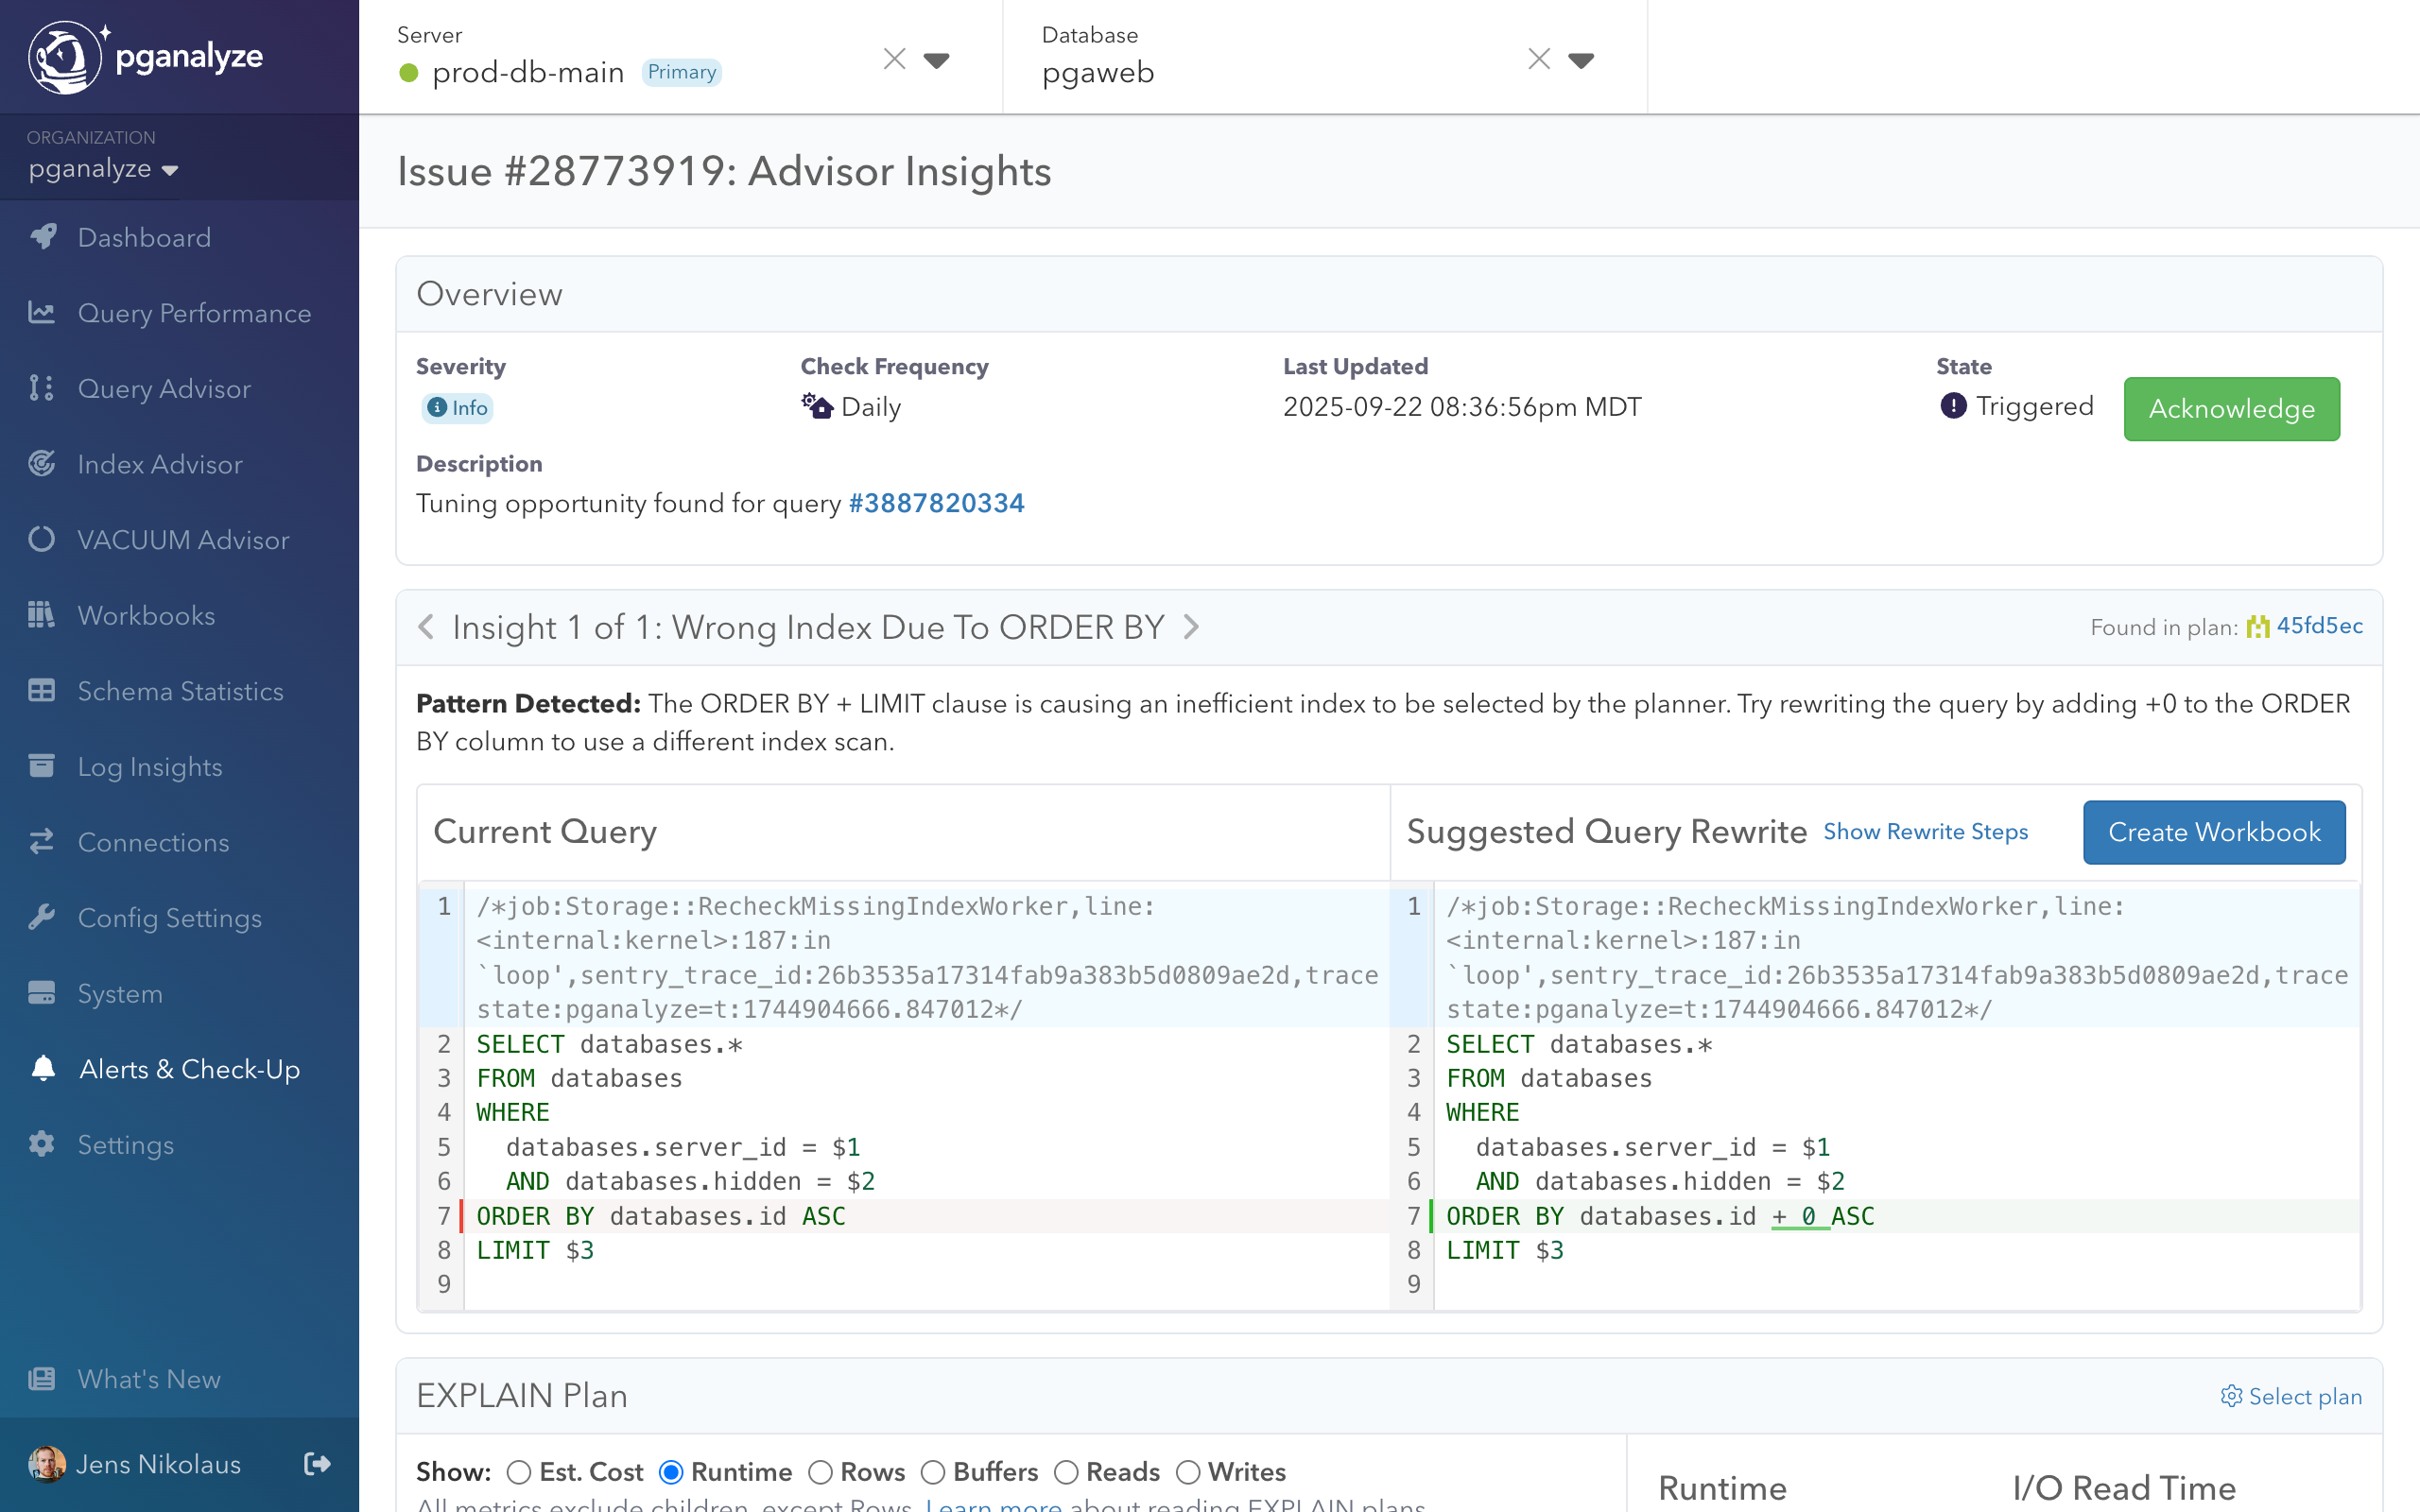 pganalyze
ORGANIZATION
pganalyze
Dashboard
Query Performance
Query Advisor
Index Advisor
VACUUM Advisor
Workbooks
Schema Statistics
Log Insights
Connections
Config Settings
System
Alerts & Check-Up
Settings
What's New
Jens Nikolaus
Server
prod-db-main Primary
Database
pgaweb
Issue #28773919: Advisor Insights
Overview
Severity
Info
Check Frequency
Daily
Last Updated
2025-09-22 08:36:56pm MDT
State
Triggered
Acknowledge
Description
Tuning opportunity found for query #3887820334
Insight 1 of 1: Wrong Index Due To ORDER BY
Found in plan: 45fd5ec
Pattern Detected: The ORDER BY + LIMIT clause is causing an inefficient index to be selected by the planner. Try rewriting the query by adding +0 to the ORDER
BY column to use a different index scan.
Current Query
1 /*job:Storage::RecheckMissingIndexWorker,line:
<internal:kernel>:187:in
`loop',sentry_trace_id:26b3535a17314fab9a383b5d0809ae2d,trace
state:pganalyze=t:1744904666.847012*/
2 SELECT databases.*
3 FROM databases
4 WHERE
5 databases.server_id = $1
6 AND databases.hidden = $2
7 ORDER BY databases.id ASC
8 LIMIT $3
9
Suggested Query Rewrite Show Rewrite Steps Create Workbook
1 /*job:Storage::RecheckMissingIndexWorker,line:
<internal:kernel>:187:in
`loop',sentry_trace_id:26b3535a17314fab9a383b5d0809ae2d,trace
state:pganalyze=t:1744904666.847012*/
2 SELECT databases.*
3 FROM databases
4 WHERE
5 databases.server_id = $1
6 AND databases.hidden = $2
7 ORDER BY databases.id + 0 ASC
8 LIMIT $3
9
EXPLAIN Plan
Select plan
Show: Est. Cost Runtime Rows Buffers Reads Writes
All metrics exclude children, except Rows. Learn more about reading EXPLAIN plans
Runtime
I/O Read Time